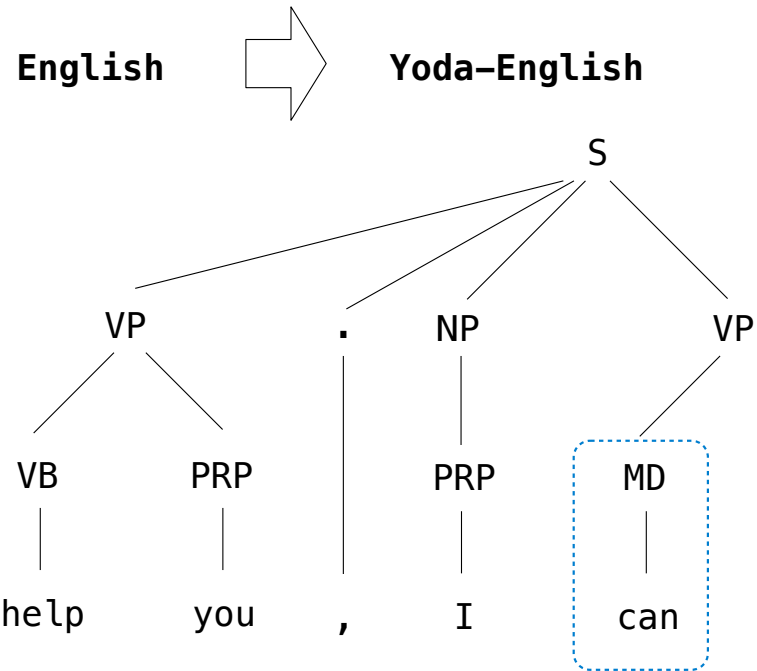 English Yoda–English
S
VP . NP VP
VB PRP PRP MD
help you , I can